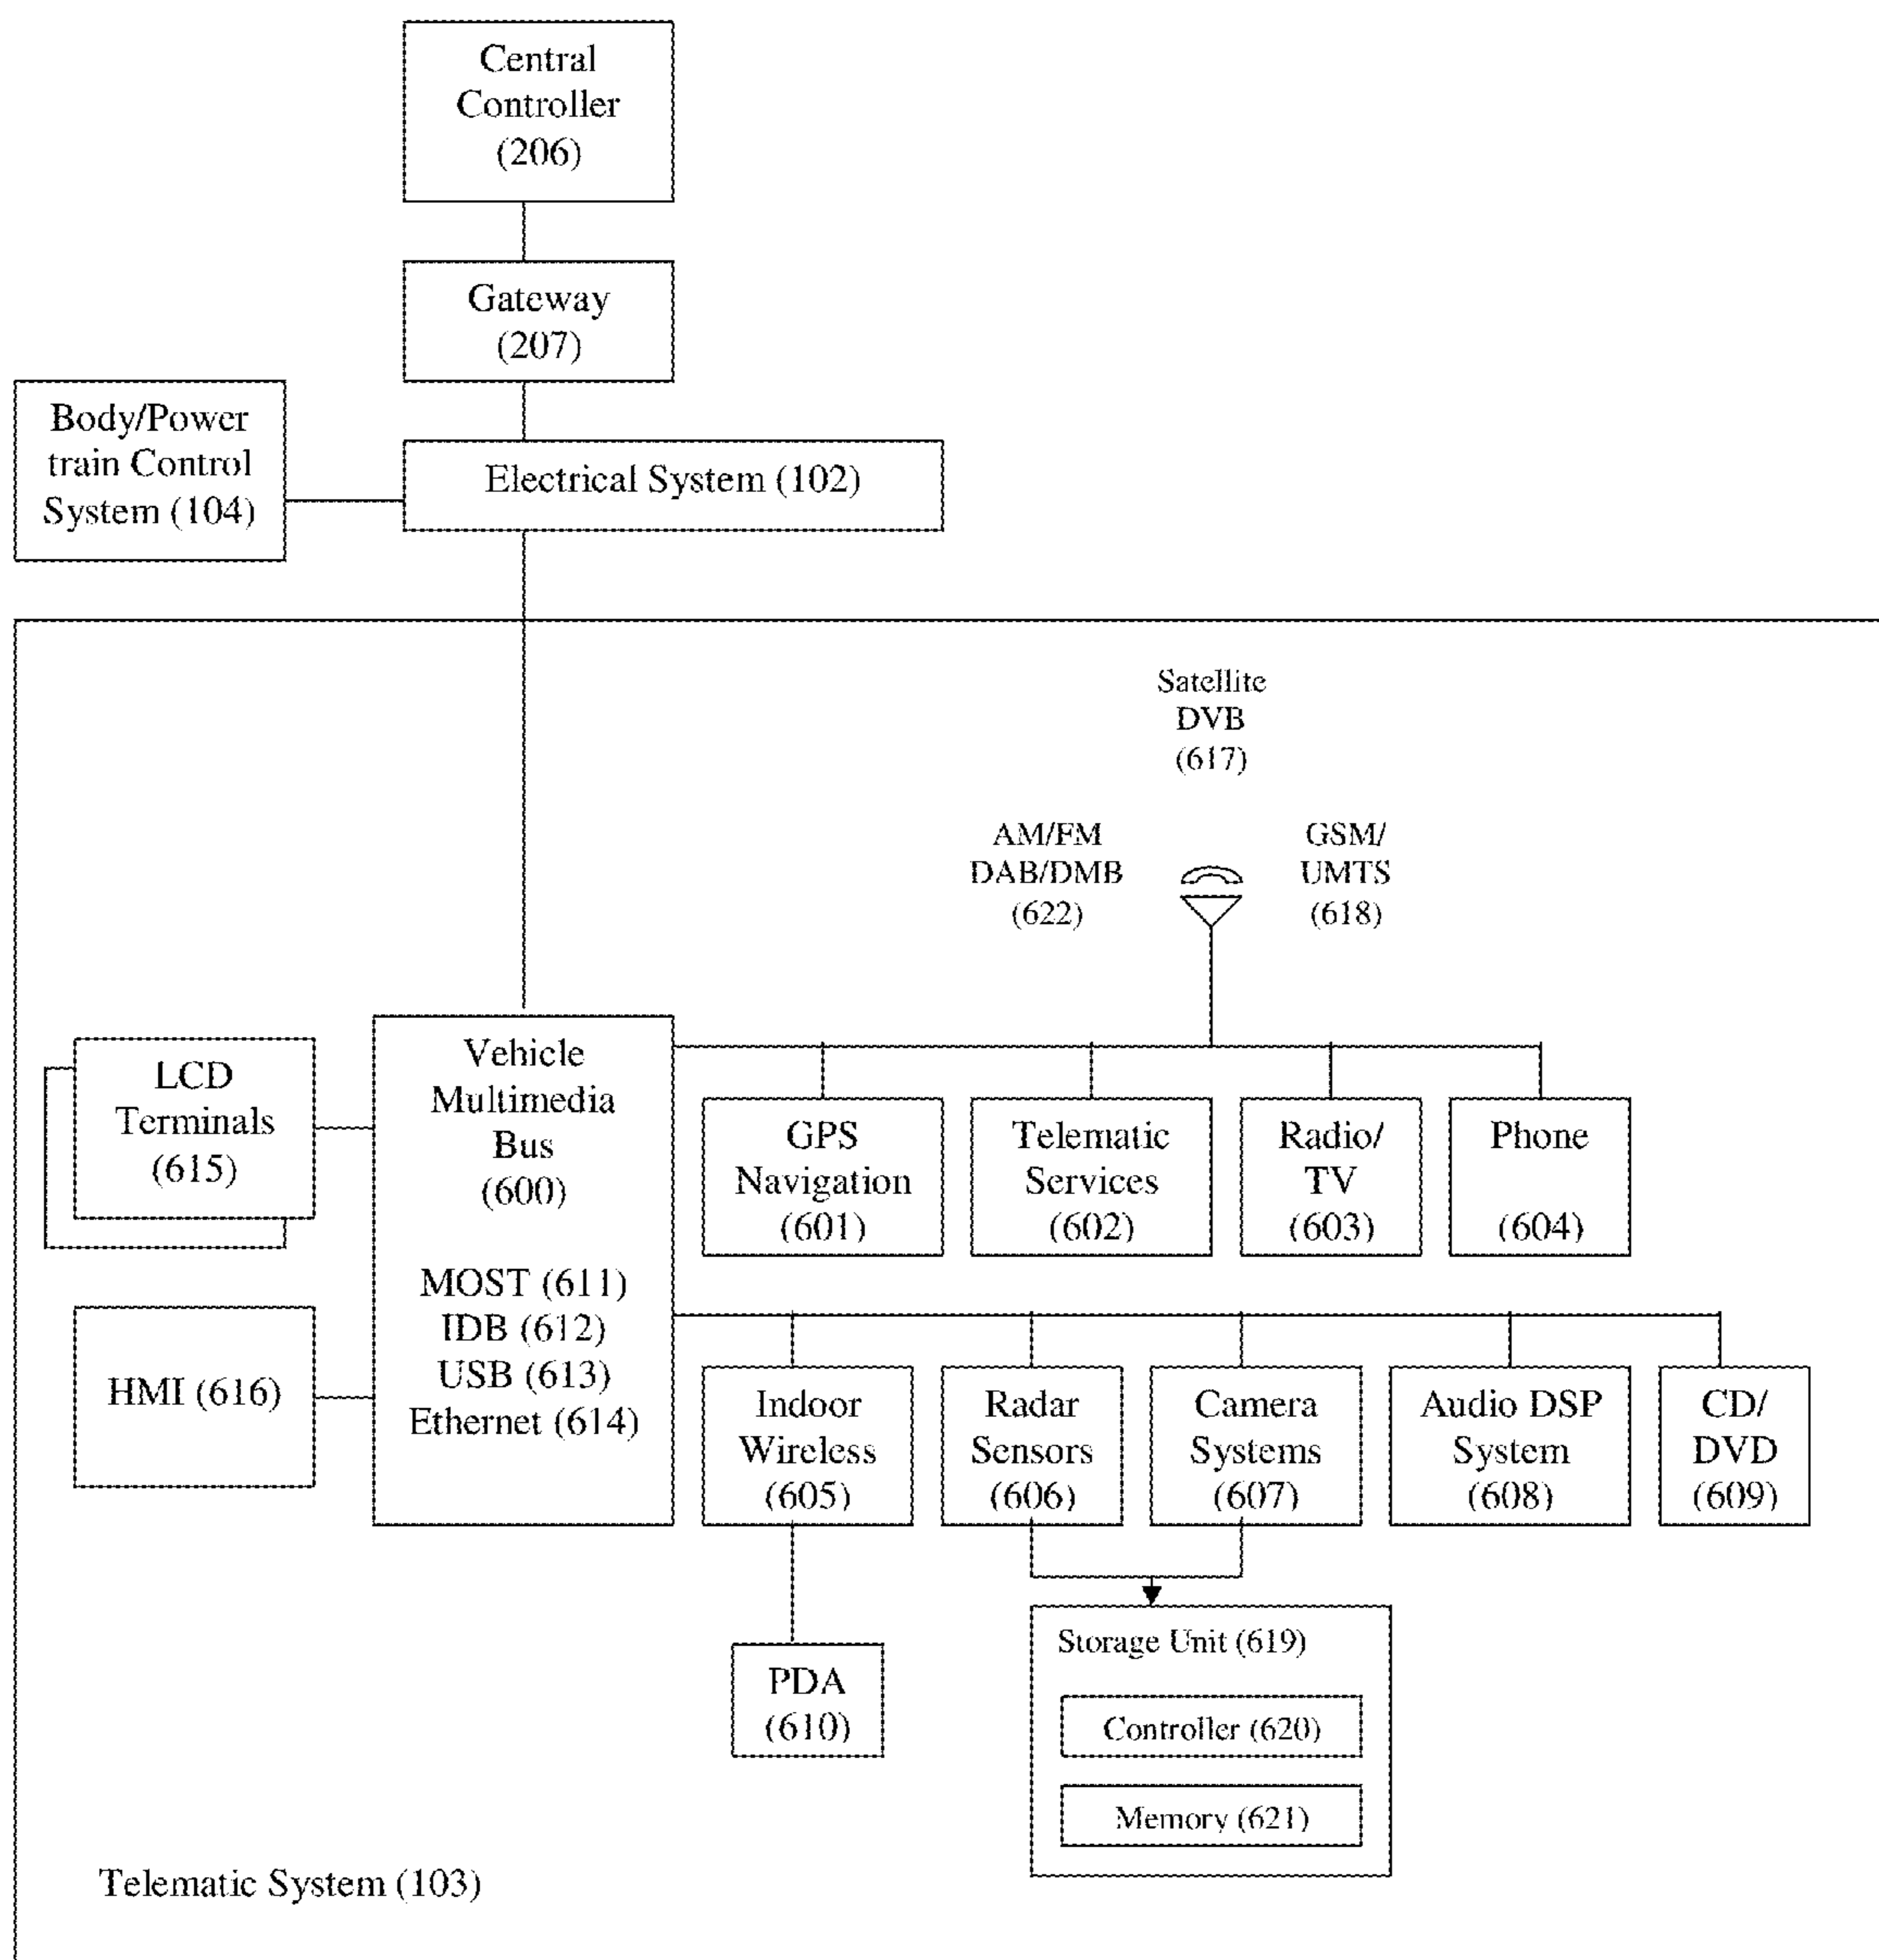 Central
Controller
(206)
Gateway
(207)
Body/Power
train Control
System (104)
Electrical System (102)
Satellite
DVB
(617)
AM/FM
DAB/DMB
(622)
GSM/
UMTS
(618)
LCD
Terminals
(615)
HMI (616)
Vehicle
Multimedia
Bus
(600)
MOST (611)
IDB (612)
USB (613)
Ethernet (614)
GPS
Navigation
(601)
Telematic
Services
(602)
Radio/
TV
(603)
Phone
(604)
Indoor
Wireless
(605)
Radar
Sensors
(606)
Camera
Systems
(607)
Audio DSP
System
(608)
CD/
DVD
(609)
PDA
(610)
Storage Unit (619)
Controller (620)
Memory (621)
Telematic System (103)